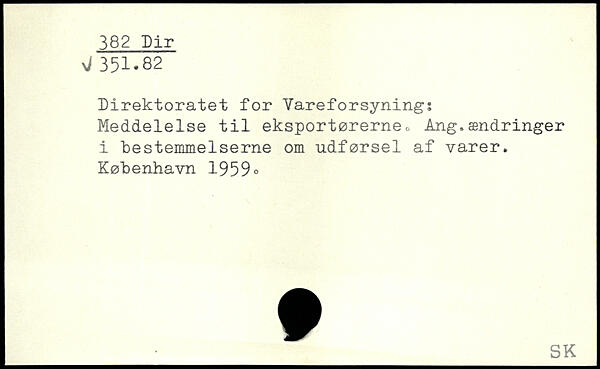 382 Dir
√ 351.82
Direktoratet for Vareforsyning:
Meddelelse til eksportørerne. Ang.ændringer
i bestemmelserne om udførsel af varer.
København 1959.
SK